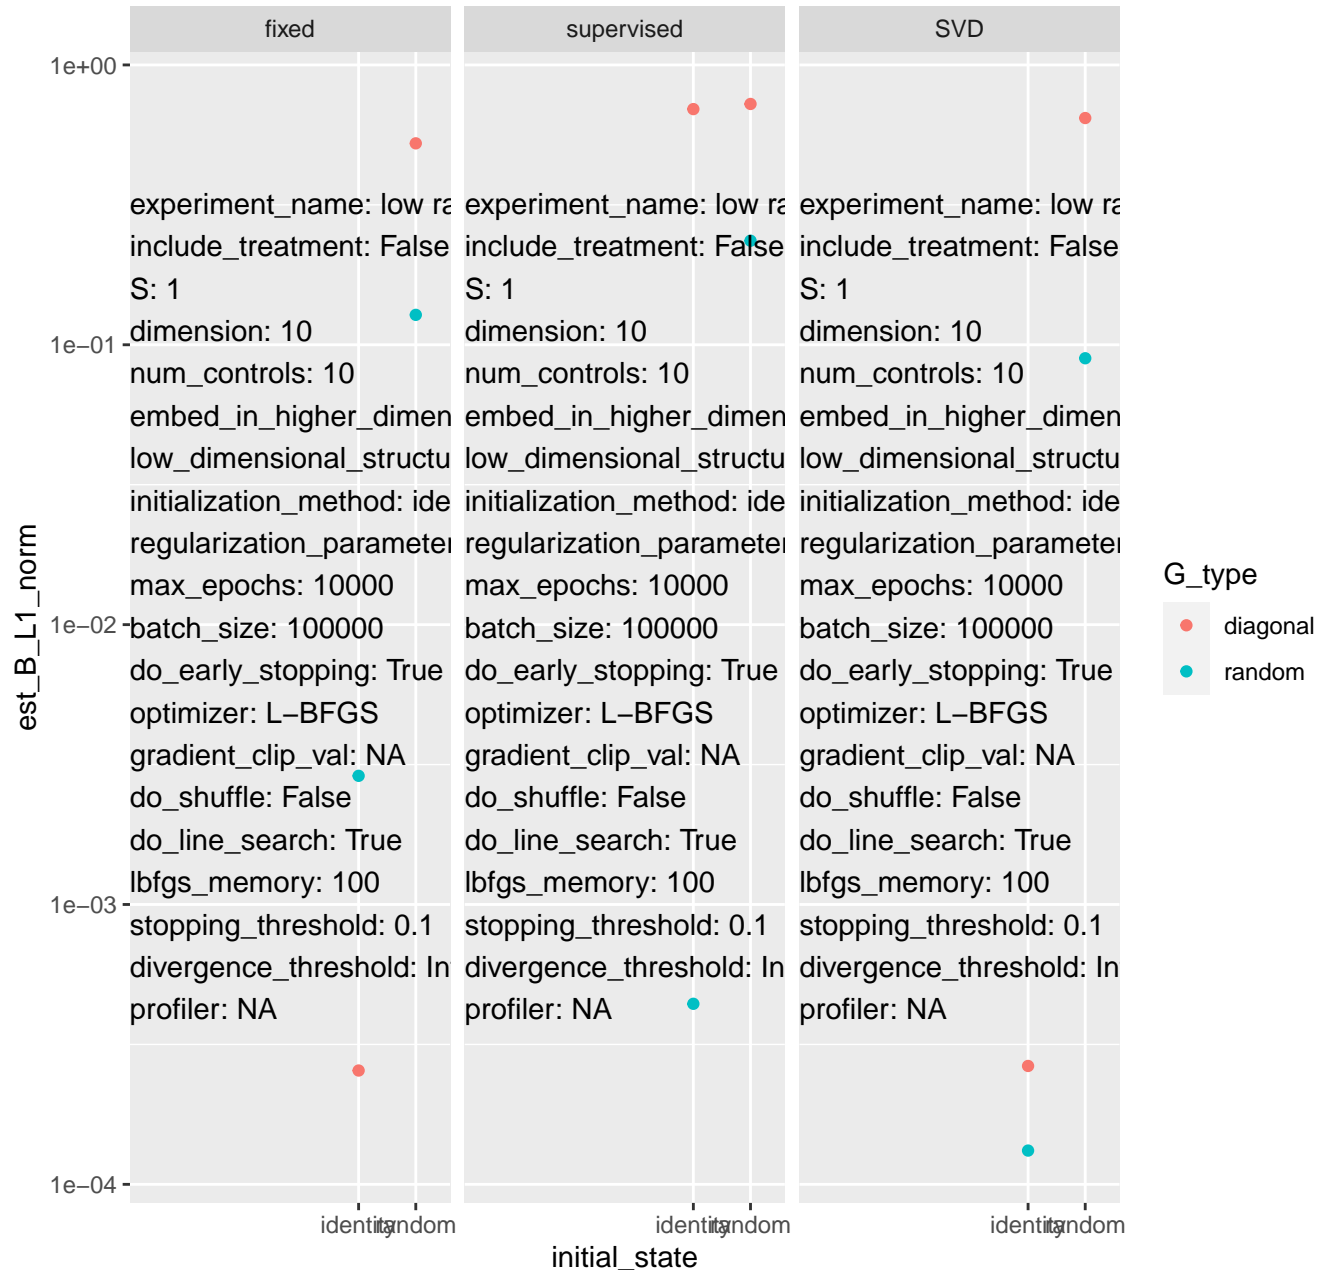 fixed
supervised
SVD
1e+00
1e−01
1e−02
1e−03
1e−04
est_B_L1_norm
experiment_name: low ra
include_treatment: False
S: 1
dimension: 10
num_controls: 10
embed_in_higher_dimen
low_dimensional_structu
initialization_method: ide
regularization_parameter
max_epochs: 10000
batch_size: 100000
do_early_stopping: True
optimizer: L−BFGS
gradient_clip_val: NA
do_shuffle: False
do_line_search: True
lbfgs_memory: 100
stopping_threshold: 0.1
divergence_threshold: In
profiler: NA
experiment_name: low ra
include_treatment: False
S: 1
dimension: 10
num_controls: 10
embed_in_higher_dimen
low_dimensional_structu
initialization_method: ide
regularization_parameter
max_epochs: 10000
batch_size: 100000
do_early_stopping: True
optimizer: L−BFGS
gradient_clip_val: NA
do_shuffle: False
do_line_search: True
lbfgs_memory: 100
stopping_threshold: 0.1
divergence_threshold: In
profiler: NA
experiment_name: low ra
include_treatment: False
S: 1
dimension: 10
num_controls: 10
embed_in_higher_dimen
low_dimensional_structu
initialization_method: ide
regularization_parameter
max_epochs: 10000
batch_size: 100000
do_early_stopping: True
optimizer: L−BFGS
gradient_clip_val: NA
do_shuffle: False
do_line_search: True
lbfgs_memory: 100
stopping_threshold: 0.1
divergence_threshold: In
profiler: NA
identity random
identity random
identity random
initial_state
G_type
diagonal
random